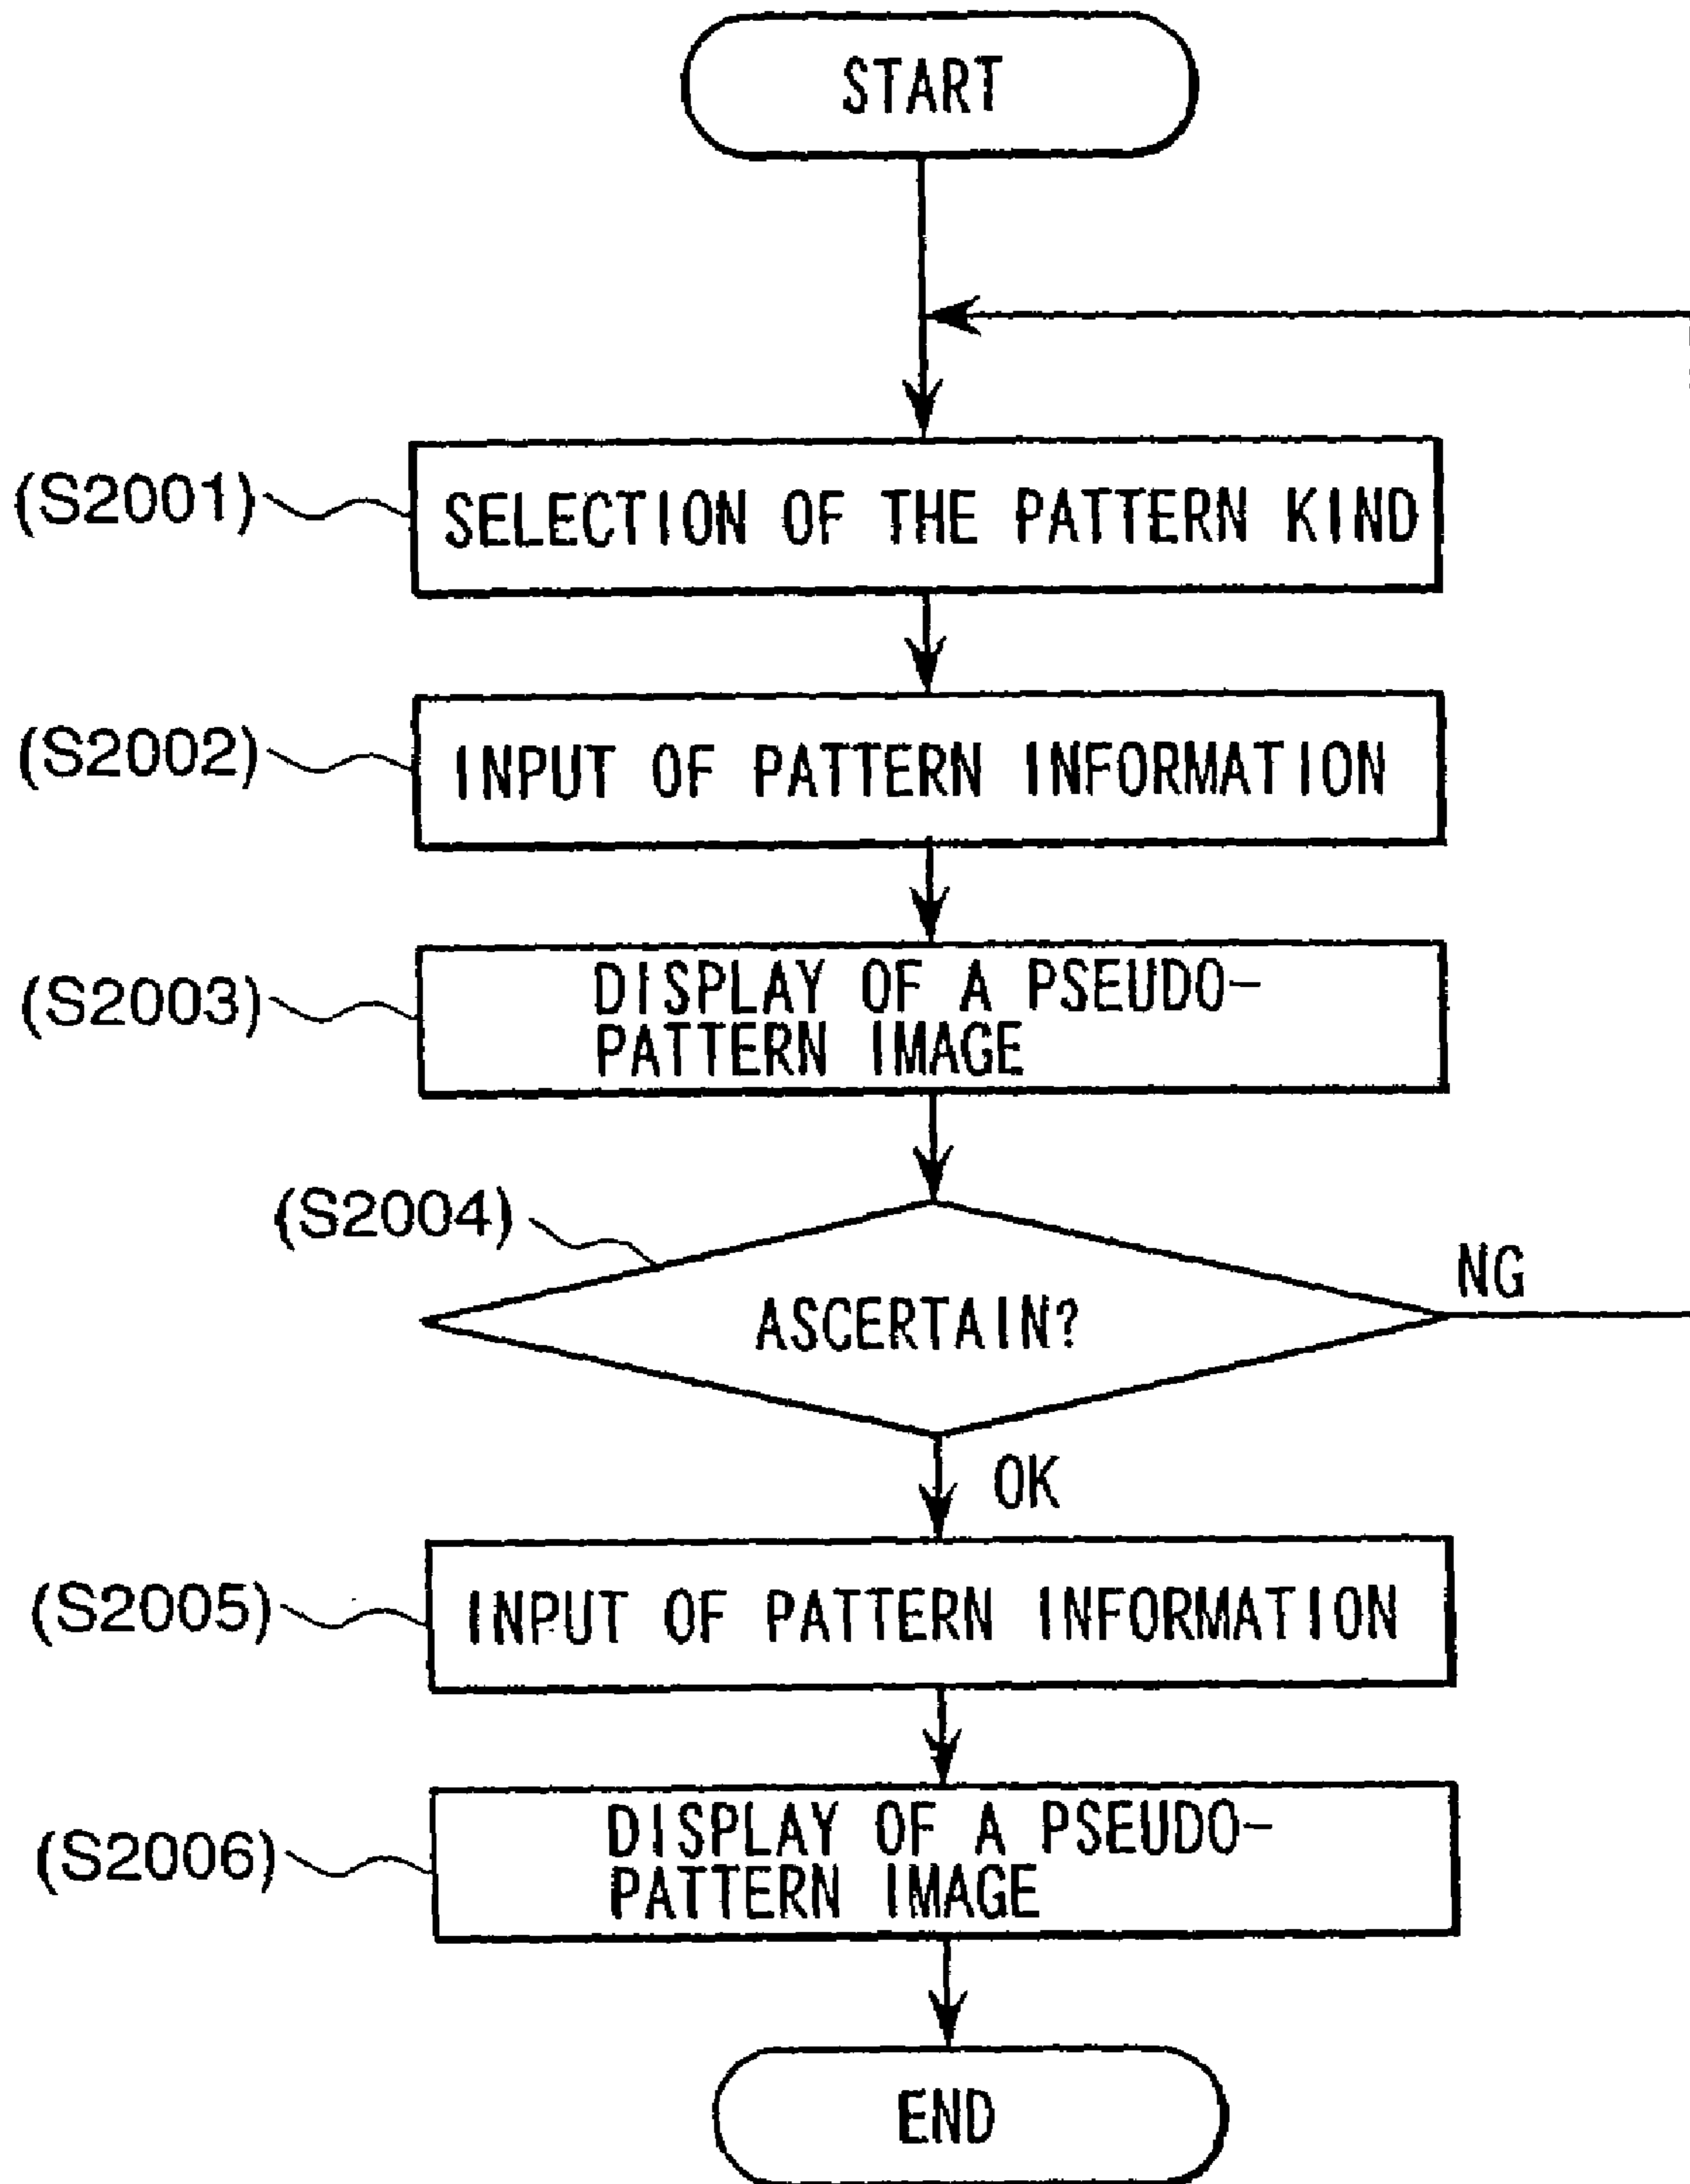 START
(S2001)
SELECTION OF THE PATTERN KIND
(S2002)
INPUT OF PATTERN INFORMATION
(S2003)
DISPLAY OF A PSEUDO-
PATTERN IMAGE
(S2004)
ASCERTAIN?
NG
OK
(S2005)
INPUT OF PATTERN INFORMATION
(S2006)
DISPLAY OF A PSEUDO-
PATTERN IMAGE
END